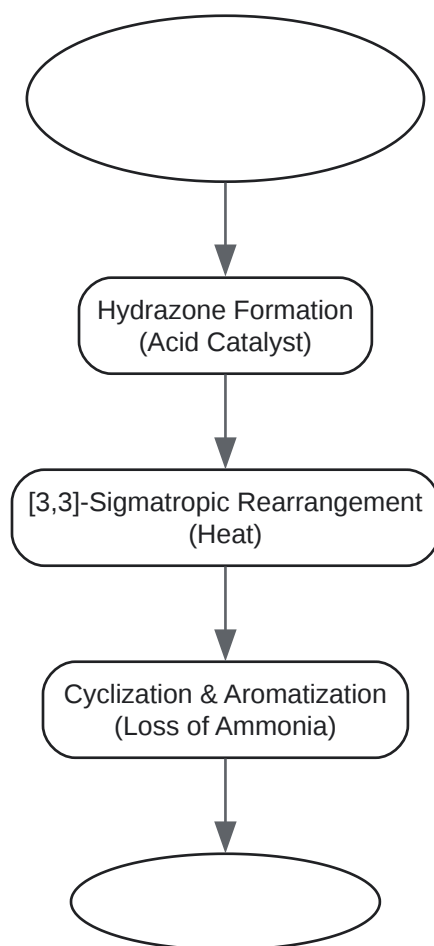 Hydrazone Formation
(Acid Catalyst)
[3,3]-Sigmatropic Rearrangement
(Heat)
Cyclization & Aromatization
(Loss of Ammonia)